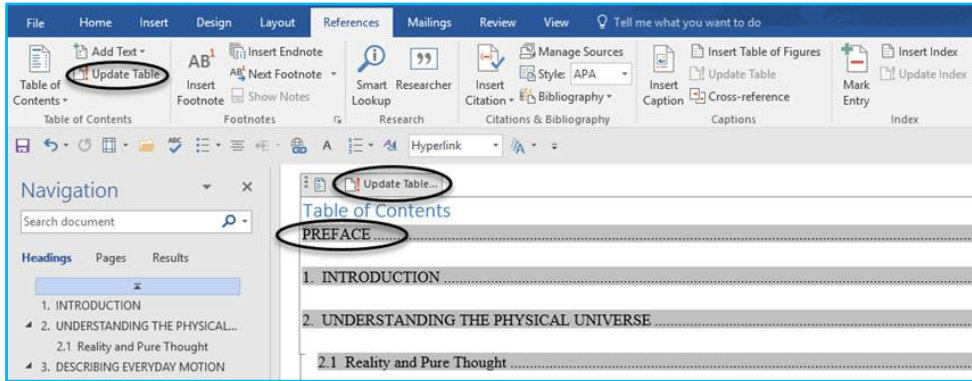 File Home Insert Design Layout References Mailings Review View Tell me what you want to do
Table of Contents
Add Text
Update Table
Table of Contents
AB1 Insert Footnote
Insert Endnote
AB1 Next Footnote
Show Notes
Footnotes
Smart Lookup
Researcher
Research
Insert Citation
Manage Sources
Style: APA
Bibliography
Citations & Bibliography
Insert Caption
Insert Table of Figures
Update Table
Cross-reference
Captions
Mark Entry
Insert Index
Update Index
Index
ABC A Hyperlink
Navigation
Search document
Headings Pages Results
1. INTRODUCTION
2. UNDERSTANDING THE PHYSICAL...
2.1 Reality and Pure Thought
3. DESCRIBING EVERYDAY MOTION
Update Table...
Table of Contents
PREFACE
1. INTRODUCTION
2. UNDERSTANDING THE PHYSICAL UNIVERSE
2.1 Reality and Pure Thought